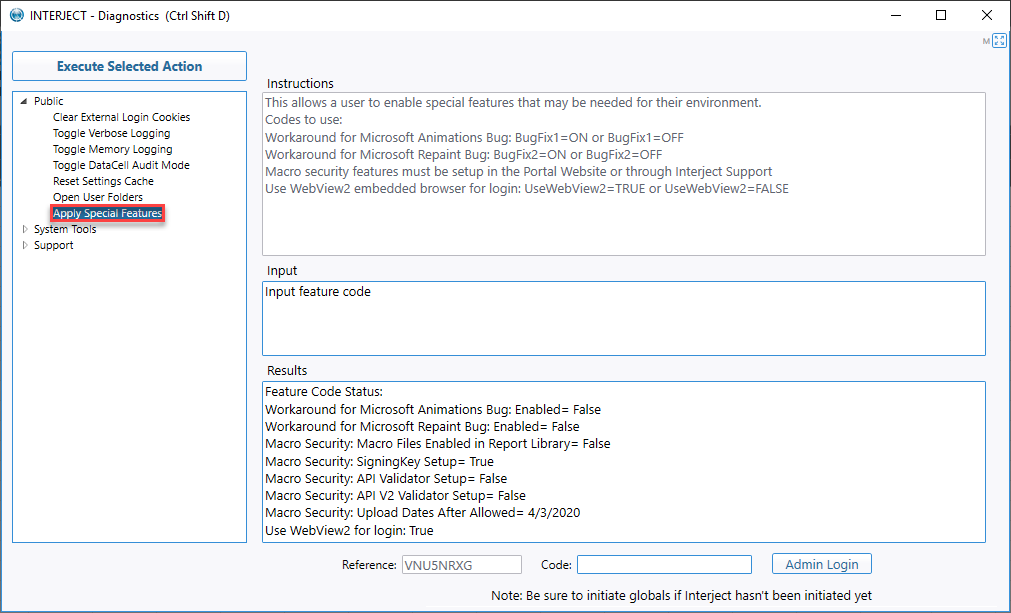 INTERJECT - Diagnostics (Ctrl Shift D)
M
Execute Selected Action
Public
Clear External Login Cookies
Toggle Verbose Logging
Toggle Memory Logging
Toggle DataCell Audit Mode
Reset Settings Cache
Open User Folders
Apply Special Features
System Tools
Support
Instructions
This allows a user to enable special features that may be needed for their environment.
Codes to use:
Workaround for Microsoft Animations Bug: BugFix1=ON or BugFix1=OFF
Workaround for Microsoft Repaint Bug: BugFix2=ON or BugFix2=OFF
Macro security features must be setup in the Portal Website or through Interject Support
Use WebView2 embedded browser for login: UseWebView2=TRUE or UseWebView2=FALSE
Input
Input feature code
Results
Feature Code Status:
Workaround for Microsoft Animations Bug: Enabled= False
Workaround for Microsoft Repaint Bug: Enabled= False
Macro Security: Macro Files Enabled in Report Library= False
Macro Security: SigningKey Setup= True
Macro Security: API Validator Setup= False
Macro Security: API V2 Validator Setup= False
Macro Security: Upload Dates After Allowed= 4/3/2020
Use WebView2 for login: True
Reference: VNU5NRXG Code: Admin Login
Note: Be sure to initiate globals if Interject hasn't been initiated yet